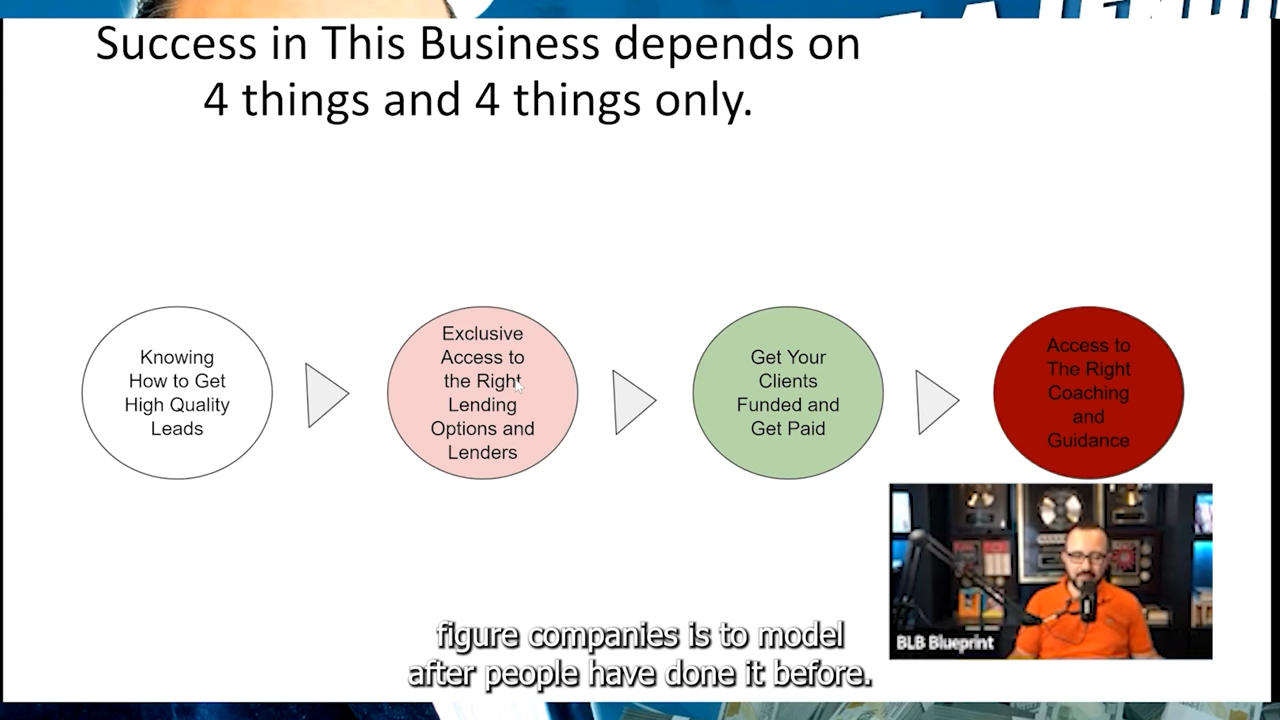 Success in This Business depends on
4 things and 4 things only.
Knowing
How to Get
High Quality
Leads
Exclusive
Access to
the Right
Lending
Options and
Lenders
Get Your
Clients
Funded and
Get Paid
Access to
The Right
Coaching
and
Guidance
BLB Blueprint
figure companies is to model
after people have done it before.